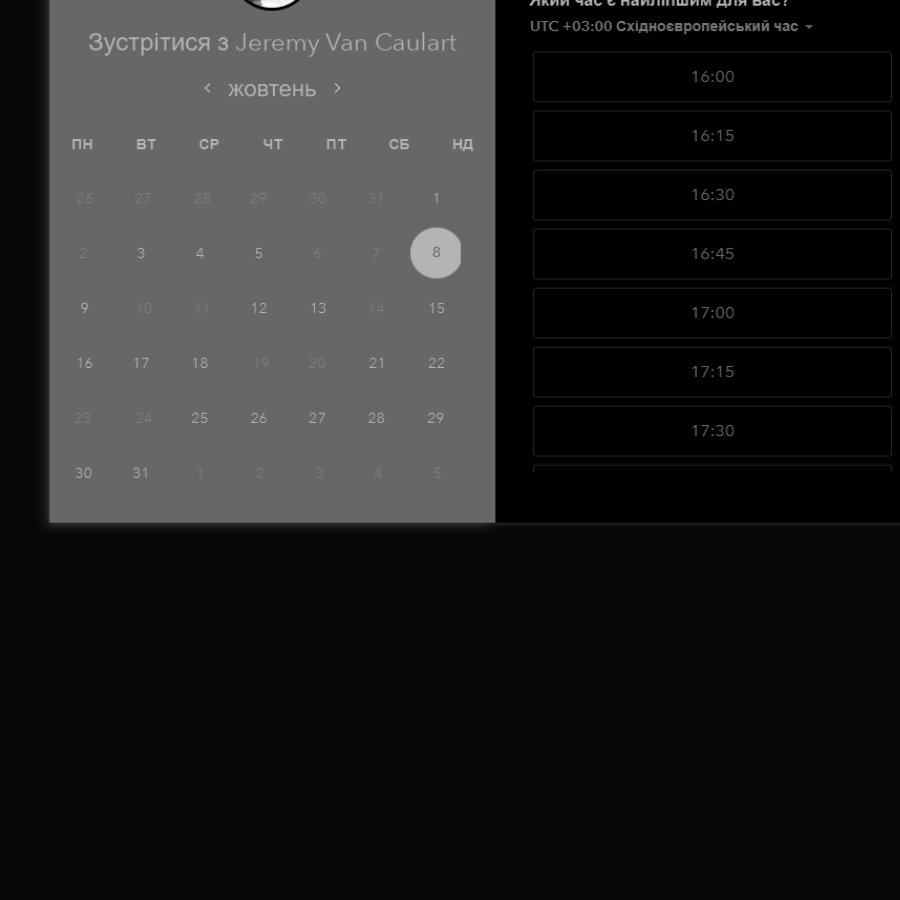 Зустрітися з Jeremy Van Caulart
жовтень
ПН ВТ СР ЧТ ПТ СБ НД
26 27 28 29 30 31 1
2 3 4 5 6 7 8
9 10 11 12 13 14 15
16 17 18 19 20 21 22
23 24 25 26 27 28 29
30 31 1 2 3 4 5
Який час є найліпшим для вас?
UTC +03:00 Східноєвропейський час
16:00
16:15
16:30
16:45
17:00
17:15
17:30